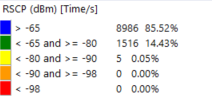 RSCP (dBm) [Time/s]
> -65 8986 85.52%
< -65 and >= -80 1516 14.43%
< -80 and >= -90 5 0.05%
< -90 and >= -98 0 0.00%
< -98 0 0.00%